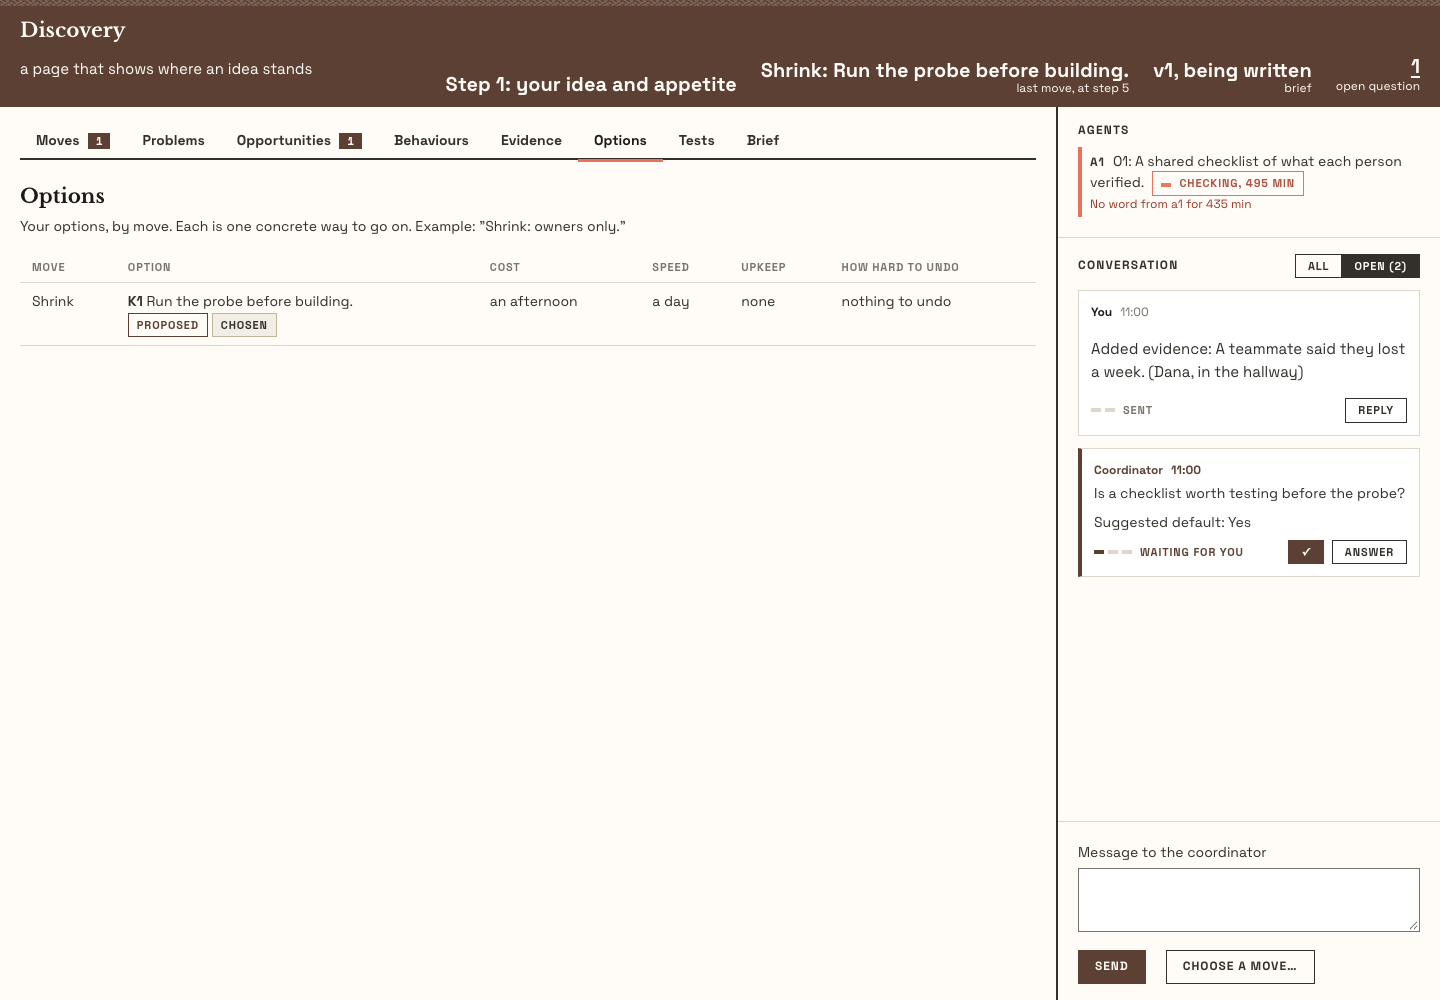 Discovery
a page that shows where an idea stands
Step 1: your idea and appetite
Shrink: Run the probe before building.
last move, at step 5
v1, being written
brief
1
open question
Moves 1
Problems
Opportunities 1
Behaviours
Evidence
Options
Tests
Brief
Options
Your options, by move. Each is one concrete way to go on. Example: "Shrink: owners only."
MOVE OPTION COST SPEED UPKEEP HOW HARD TO UNDO
Shrink K1 Run the probe before building. an afternoon a day none nothing to undo
PROPOSED CHOSEN
AGENTS
A1 O1: A shared checklist of what each person
verified. CHECKING, 495 MIN
No word from a1 for 435 min
CONVERSATION
ALL OPEN (2)
You 11:00
Added evidence: A teammate said they lost
a week. (Dana, in the hallway)
SENT REPLY
Coordinator 11:00
Is a checklist worth testing before the probe?
Suggested default: Yes
WAITING FOR YOU ✓ ANSWER
Message to the coordinator
SEND CHOOSE A MOVE…